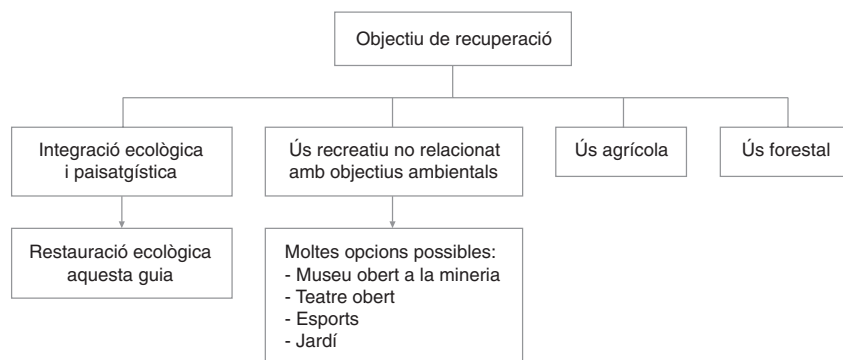 Objectiu de recuperació
Integració ecològica
i paisatgística
Ús recreatiu no relacionat
amb objectius ambientals
Ús agrícola
Ús forestal
Restauració ecològica
aquesta guia
Moltes opcions possibles:
- Museu obert a la mineria
- Teatre obert
- Esports
- Jardí